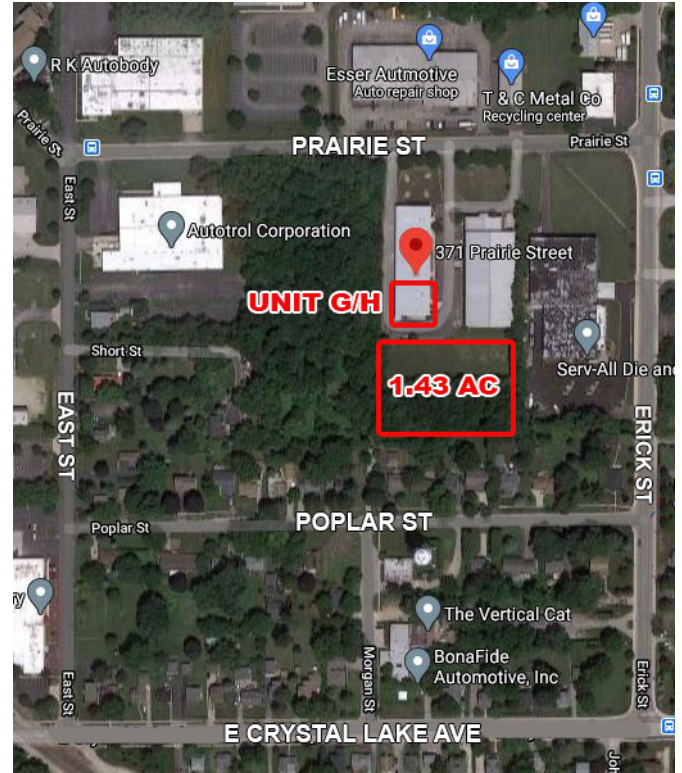 R K Autobody
Esser Autmotive
Auto repair shop
T & C Metal Co
Recycling center
Prairie St
PRAIRIE ST
Prairie St
East St
Autotrol Corporation
371 Prairie Street
UNIT G/H
Short St
1.43 AC
Serv-All Die and
EAST ST
ERICK ST
Poplar St
POPLAR ST
The Vertical Cat
BonaFide
Automotive, Inc
East St
Morgan St
Erick St
E CRYSTAL LAKE AVE